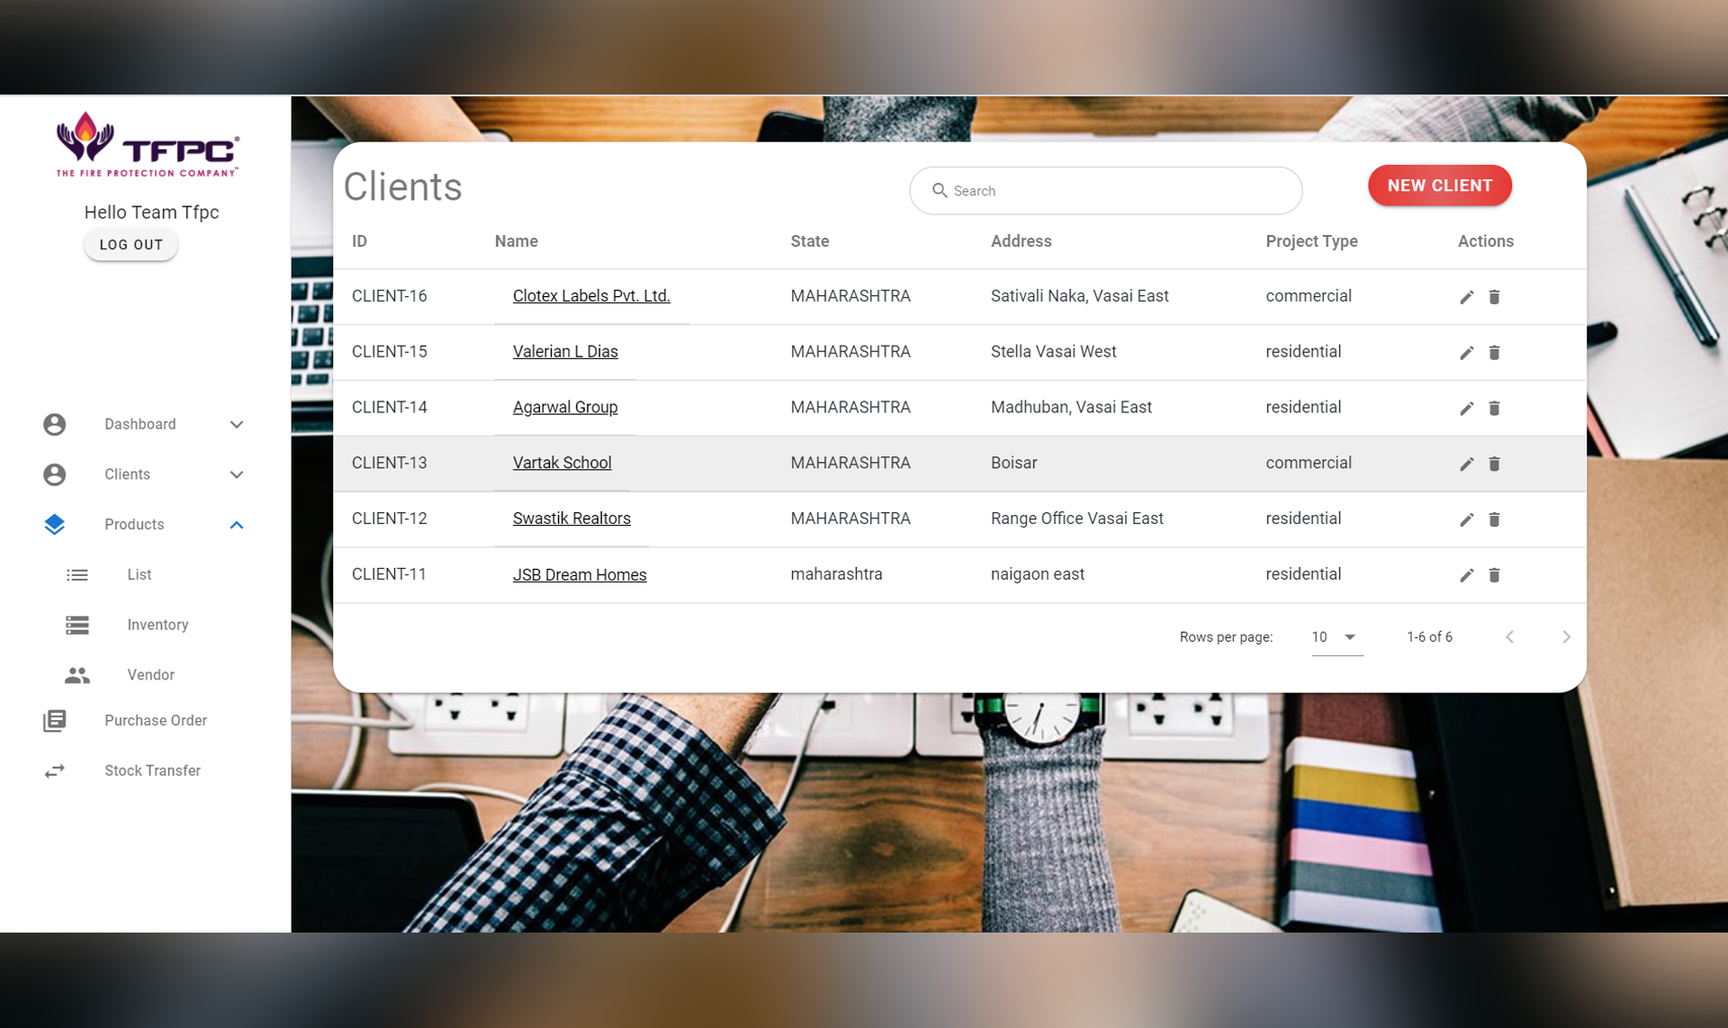 TFPC®
THE FIRE PROTECTION COMPANY™
Hello Team Tfpc
LOG OUT
Dashboard
Clients
Products
List
Inventory
Vendor
Purchase Order
Stock Transfer
Clients
Search
NEW CLIENT
ID Name State Address Project Type Actions
CLIENT-16 Clotex Labels Pvt. Ltd. MAHARASHTRA Sativali Naka, Vasai East commercial
CLIENT-15 Valerian L Dias MAHARASHTRA Stella Vasai West residential
CLIENT-14 Agarwal Group MAHARASHTRA Madhuban, Vasai East residential
CLIENT-13 Vartak School MAHARASHTRA Boisar commercial
CLIENT-12 Swastik Realtors MAHARASHTRA Range Office Vasai East residential
CLIENT-11 JSB Dream Homes maharashtra naigaon east residential
Rows per page: 10 1-6 of 6